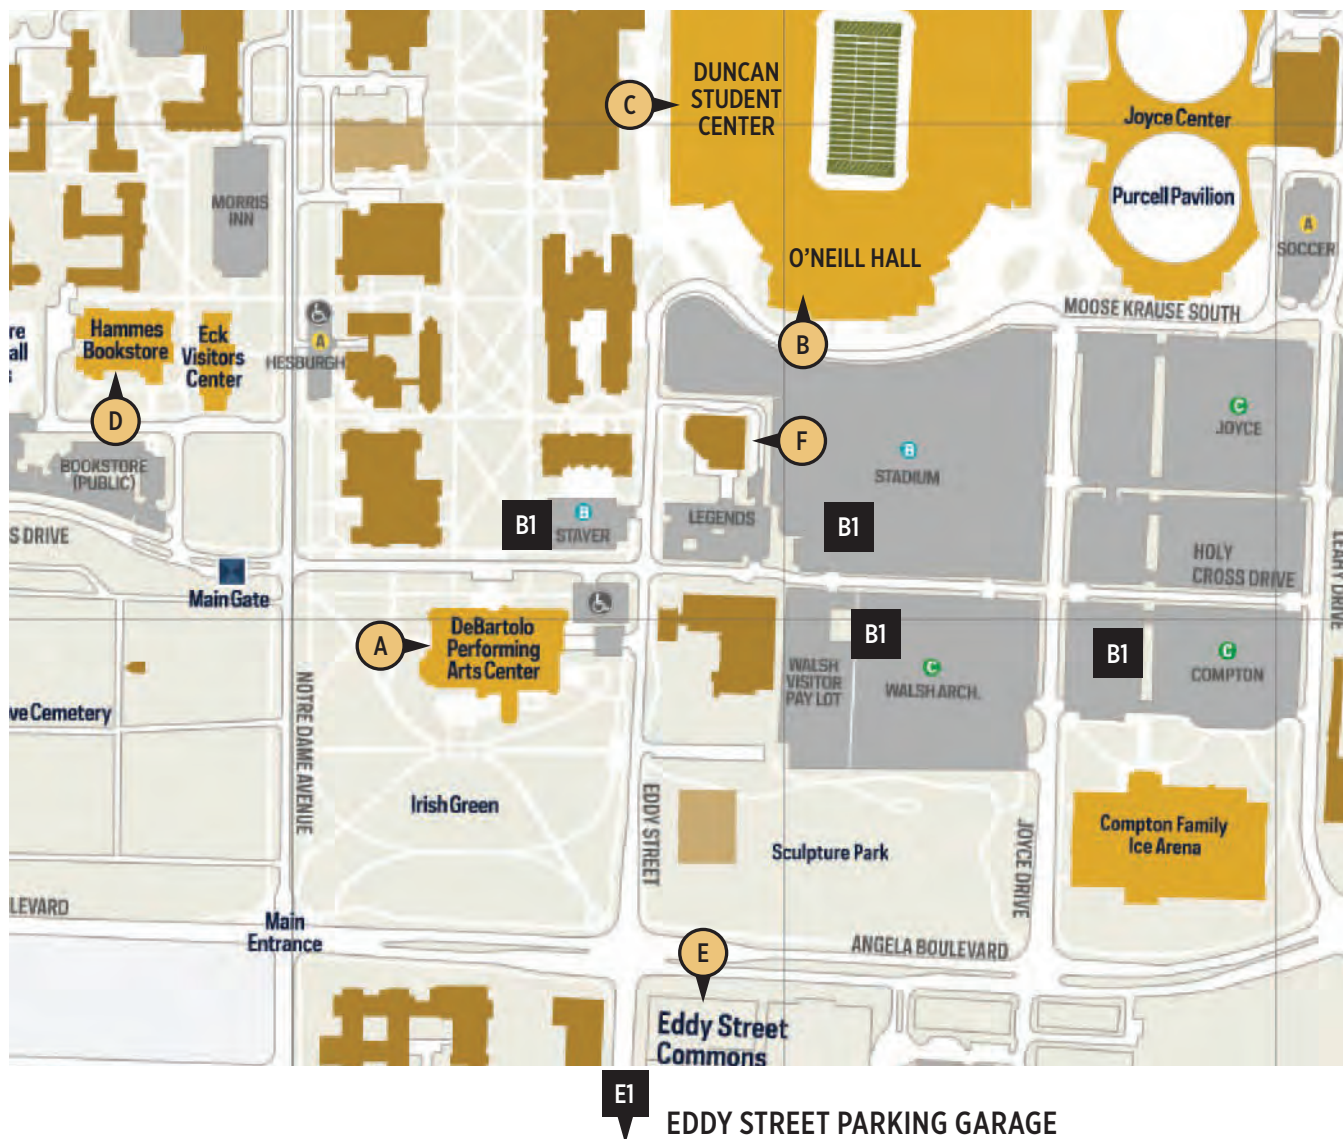 DUNCAN
STUDENT
CENTER
C
Joyce Center
Purcell Pavilion
MORRIS
INN
A
SOCCER
O'NEILL HALL
MOOSE KRAUSE SOUTH
B
Hammes
Bookstore
Eck
Visitors
Center
re
all
A
HESBURGH
D
F
C
JOYCE
B
STADIUM
BOOKSTORE
(PUBLIC)
B1
B
STAVER
LEGENDS
B1
S DRIVE
HOLY
CROSS DRIVE
LEAHY DRIVE
Main Gate
A
DeBartolo
Performing
Arts Center
B1
B1
WALSH
VISITOR
PAY LOT
C
WALSH ARCH.
C
COMPTON
ve Cemetery
NOTRE DAME AVENUE
Irish Green
EDDY STREET
Sculpture Park
JOYCE DRIVE
Compton Family
Ice Arena
LEVARD
Main
Entrance
E
ANGELA BOULEVARD
Eddy Street
Commons
E1
EDDY STREET PARKING GARAGE